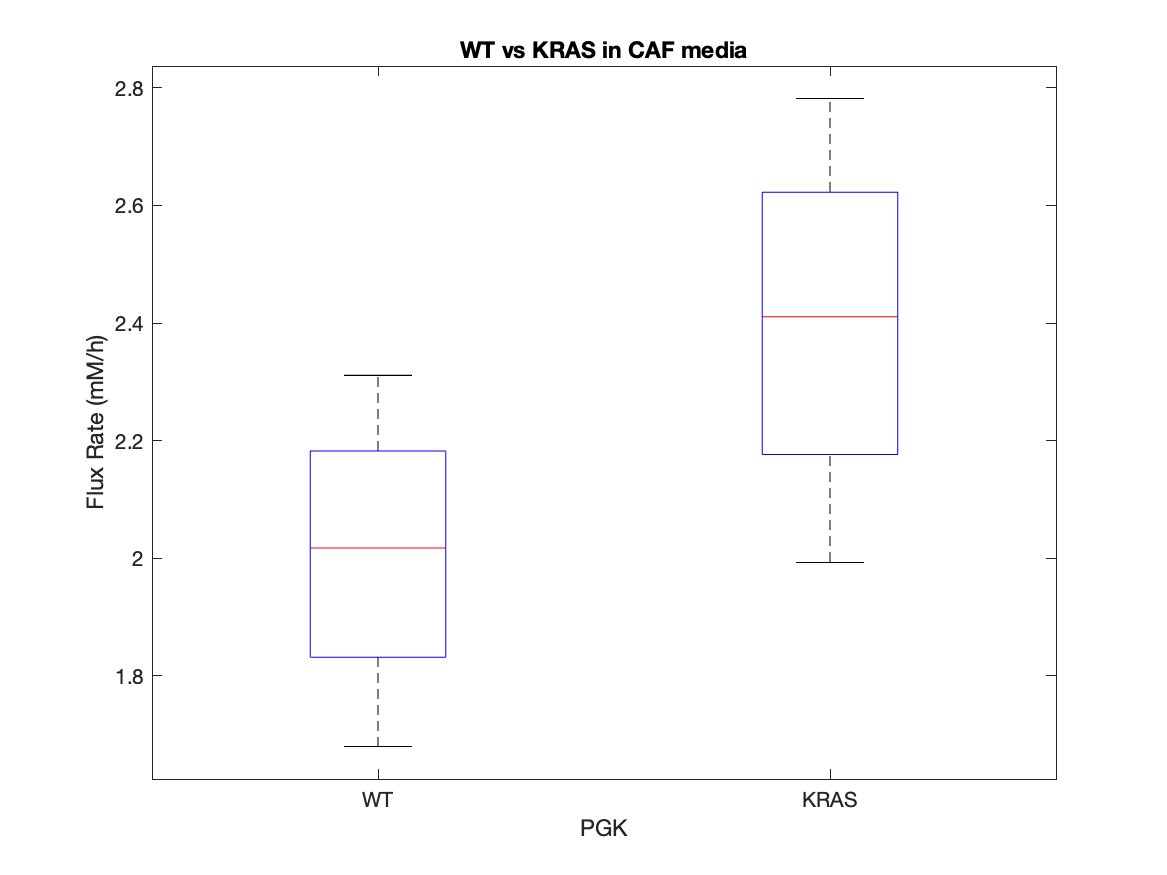 WT vs KRAS in CAF media
2.8
2.6
2.4
2.2
2
1.8
Flux Rate (mM/h)
WT KRAS
PGK